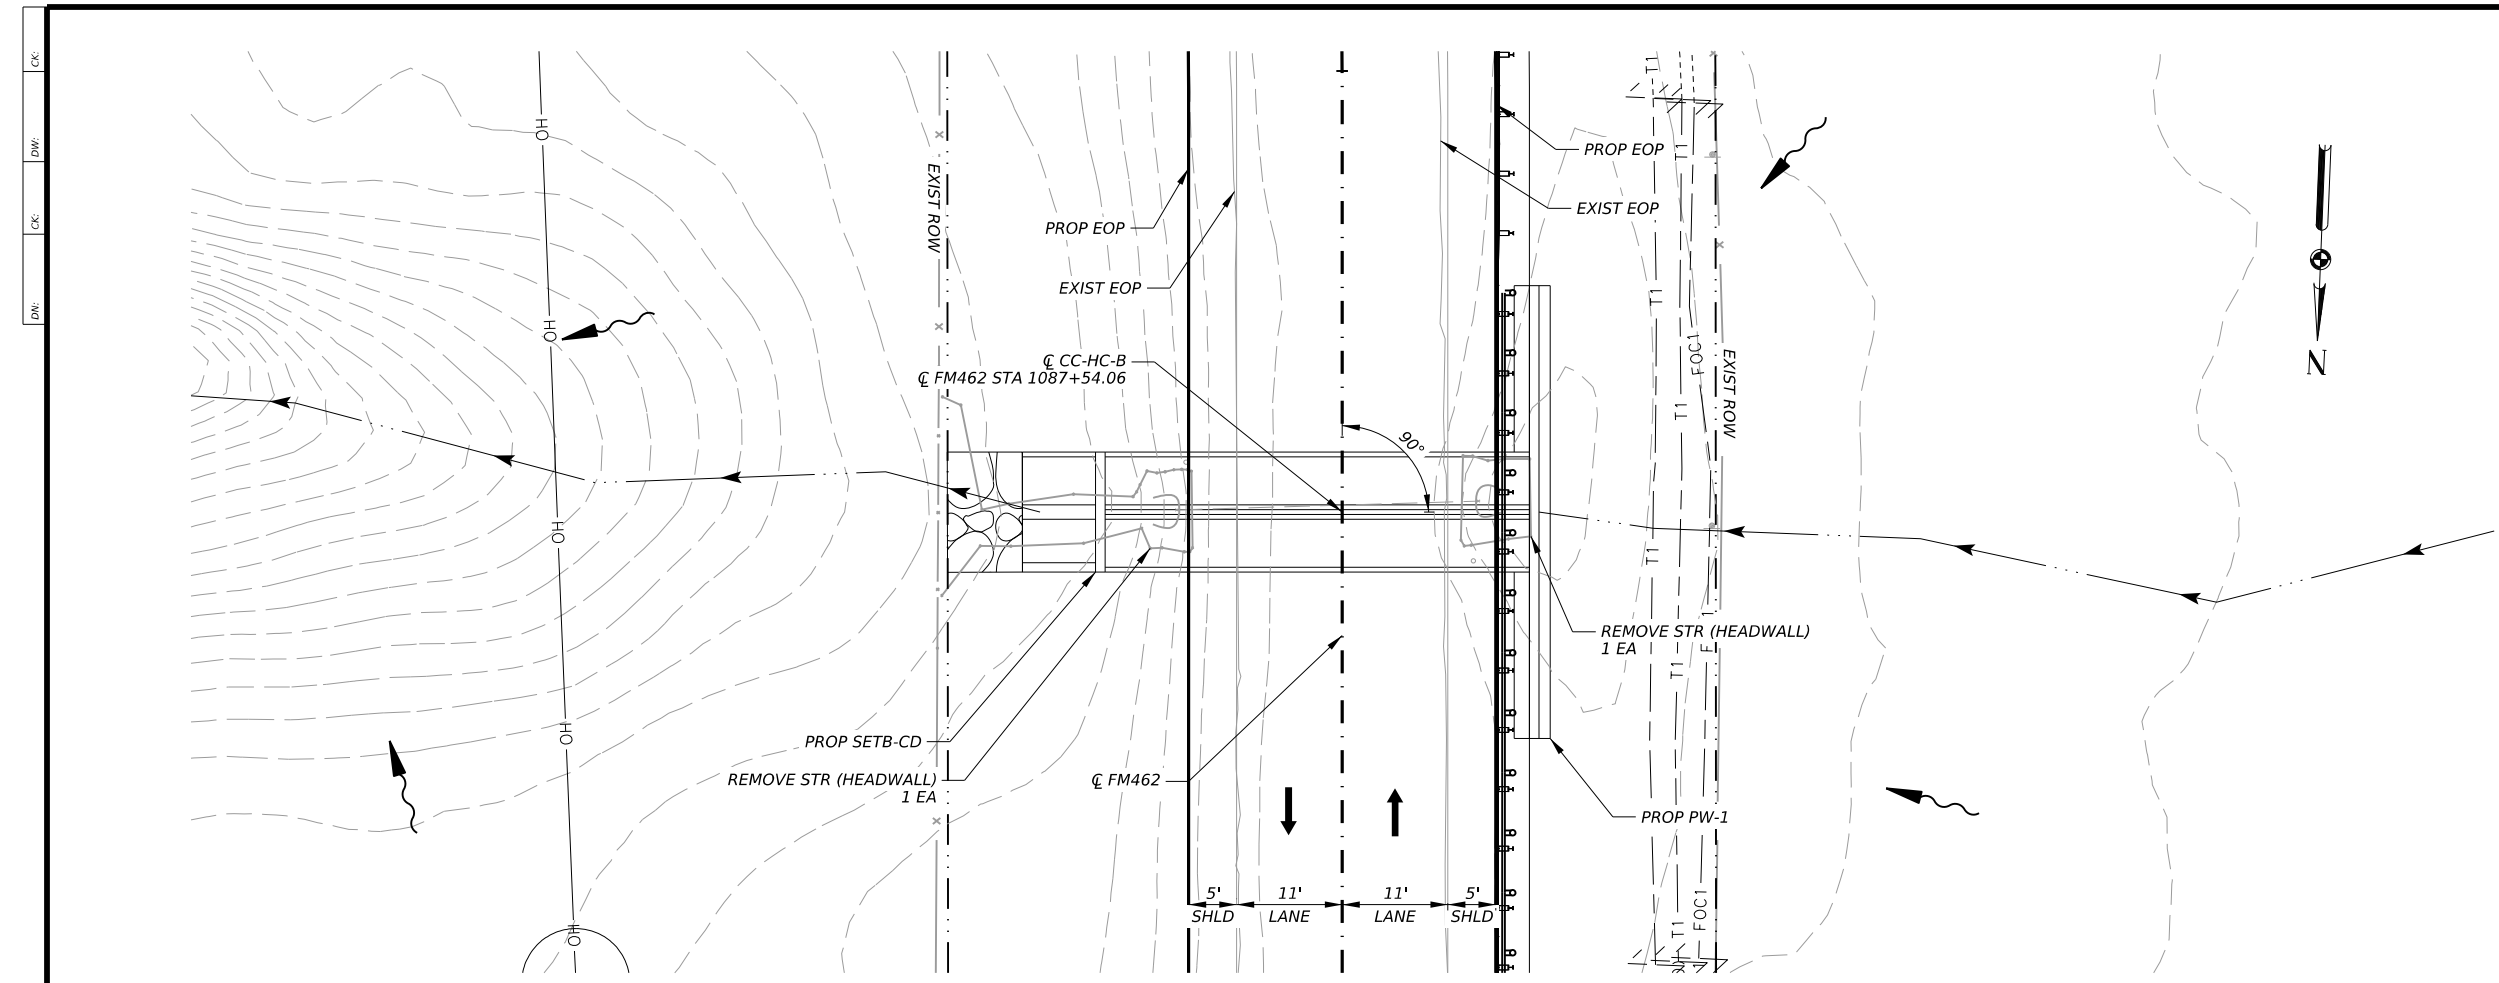 CK:
DW:
CK:
DN:
OH
OH
OH
OH
OH
EXIST ROW
PROP EOP
EXIST EOP
℄ CC-HC-B
℄ FM462 STA 1087+54.06
PROP EOP
EXIST EOP
90°
T1
T1
T1
T1
T1
T1
T1
FOC1
FOC1
EXIST ROW
N
REMOVE STR (HEADWALL)
1 EA
PROP SETB-CD
REMOVE STR (HEADWALL)
1 EA
℄ FM462
PROP PW-1
5'
11'
11'
5'
SHLD
LANE
LANE
SHLD